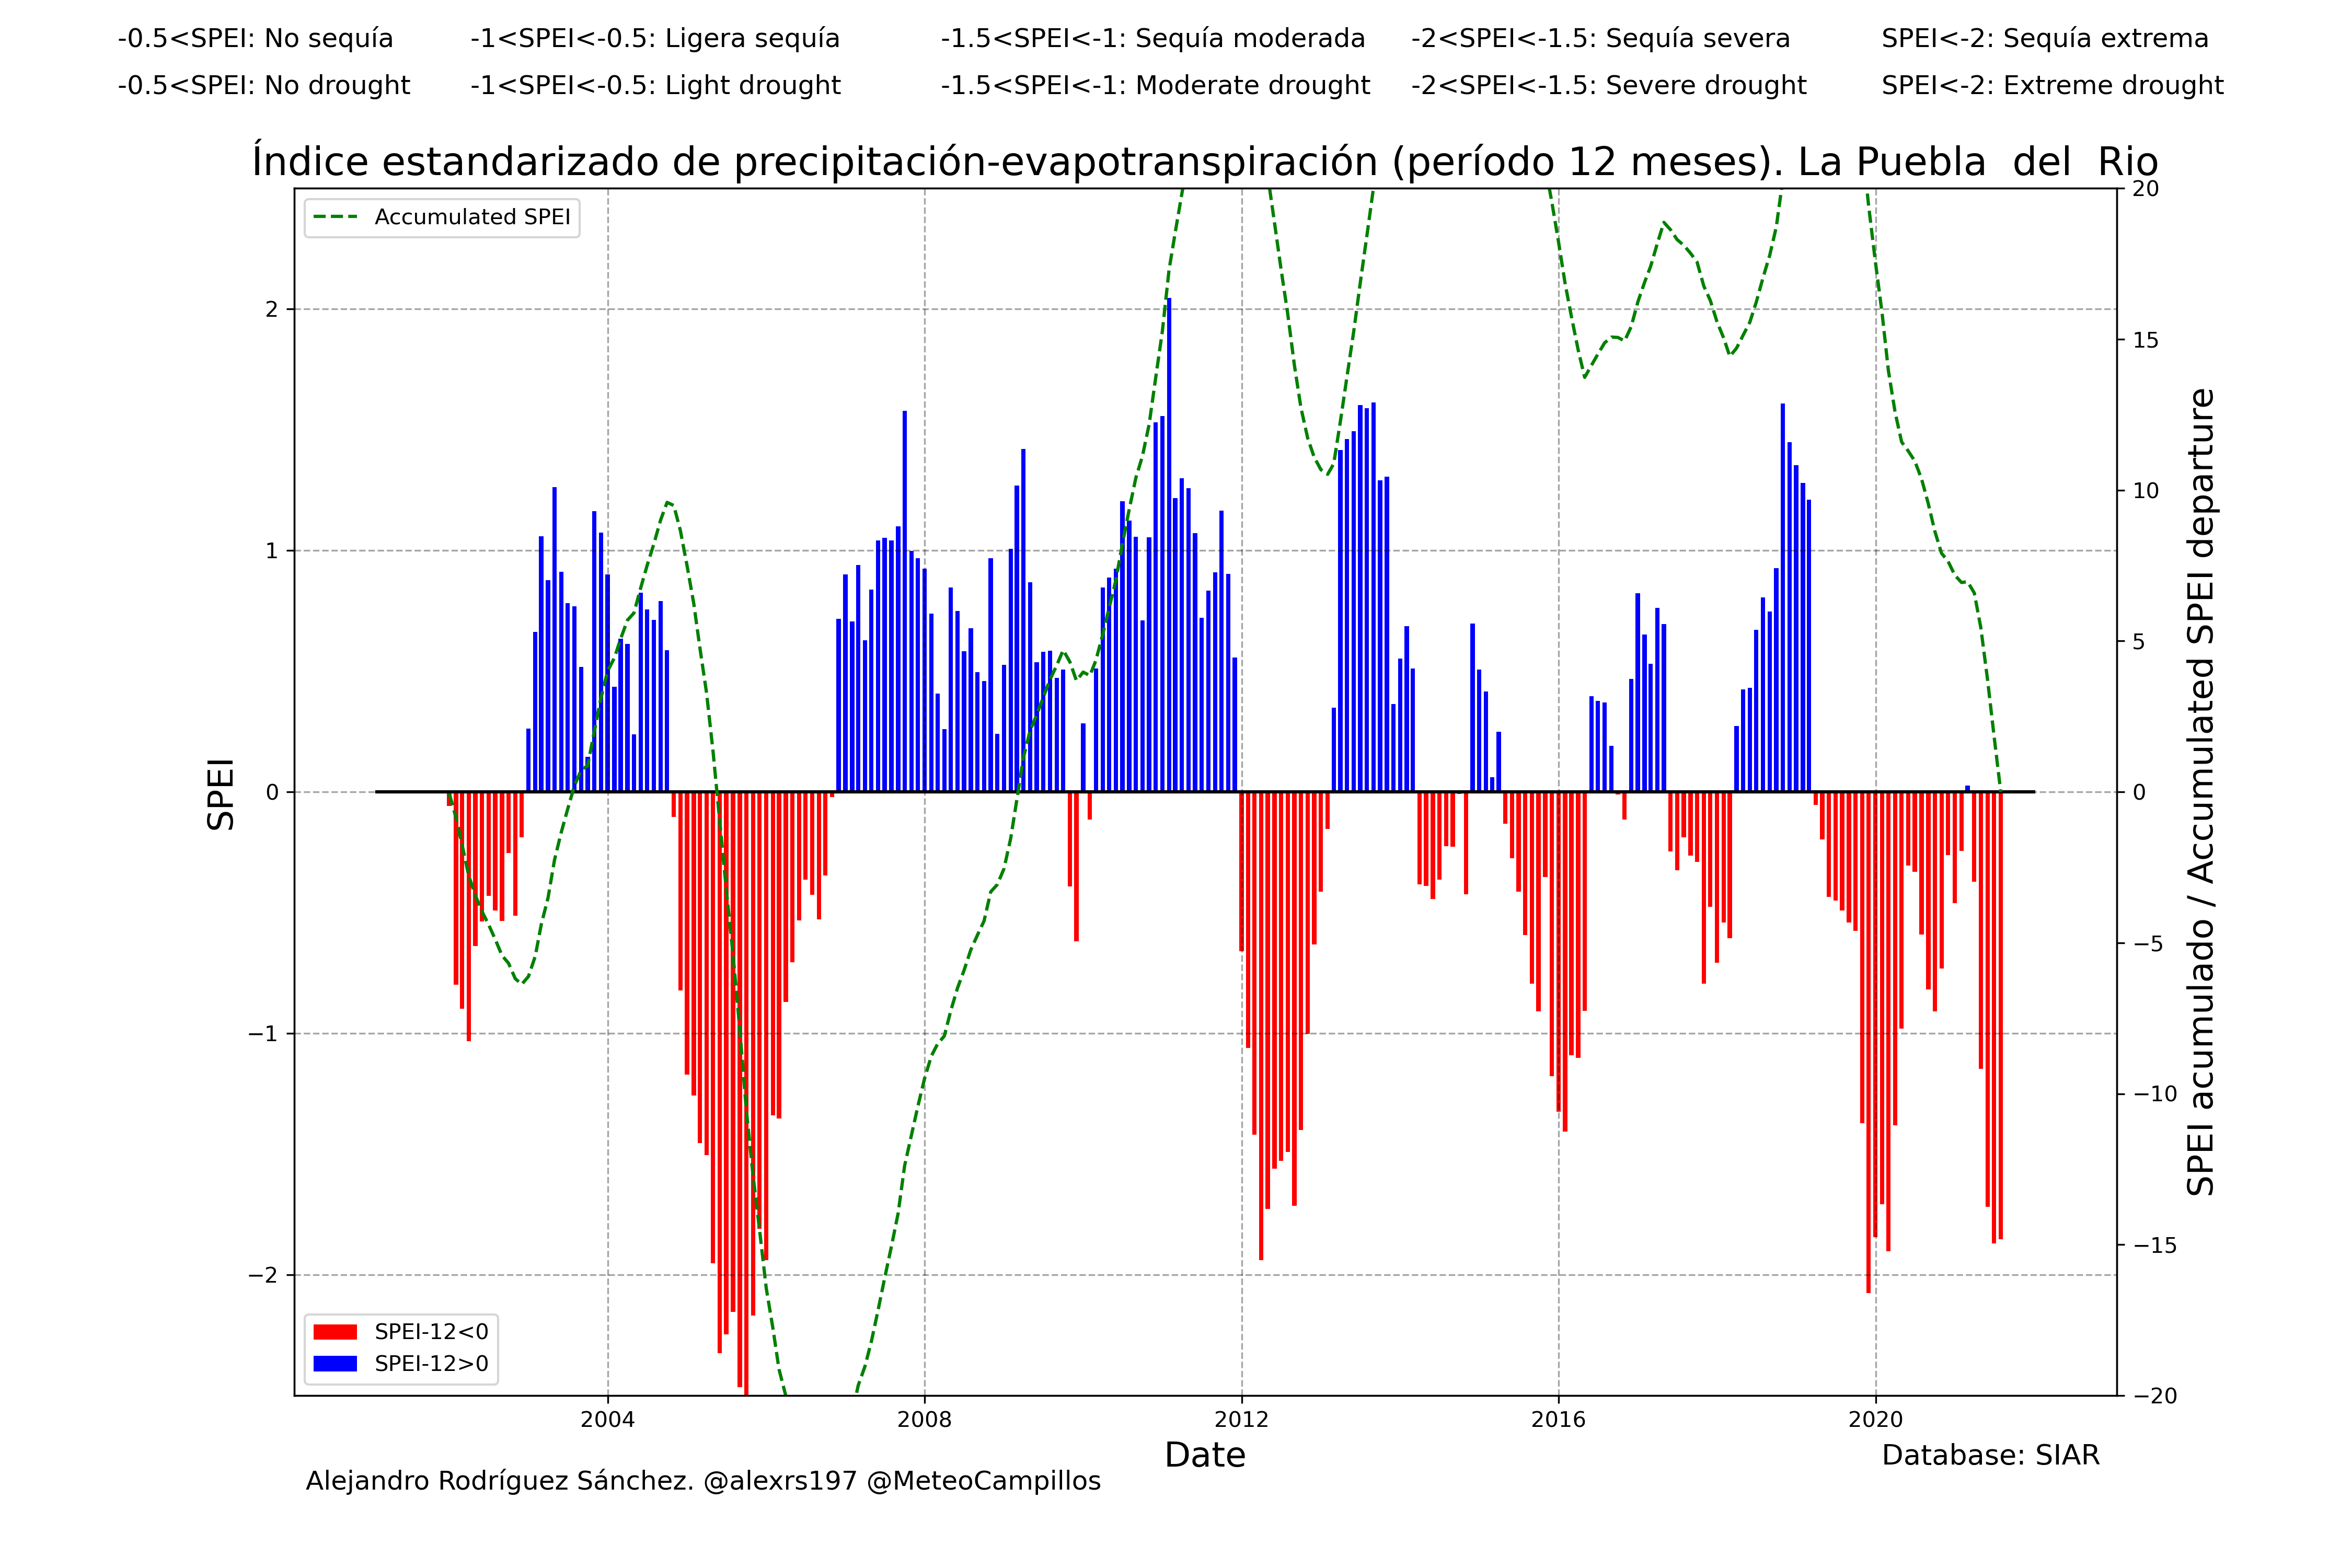 -0.5<SPEI: No sequía -1<SPEI<-0.5: Ligera sequía -1.5<SPEI<-1: Sequía moderada -2<SPEI<-1.5: Sequía severa SPEI<-2: Sequía extrema
-0.5<SPEI: No drought -1<SPEI<-0.5: Light drought -1.5<SPEI<-1: Moderate drought -2<SPEI<-1.5: Severe drought SPEI<-2: Extreme drought
Índice estandarizado de precipitación-evapotranspiración (período 12 meses). La Puebla  del  Rio
Accumulated SPEI
2
1
0
−1
−2
SPEI
20
15
10
5
0
−5
−10
−15
−20
SPEI acumulado / Accumulated SPEI departure
SPEI-12<0
SPEI-12>0
2004 2008 2012 2016 2020
Date
Database: SIAR
Alejandro Rodríguez Sánchez. @alexrs197 @MeteoCampillos